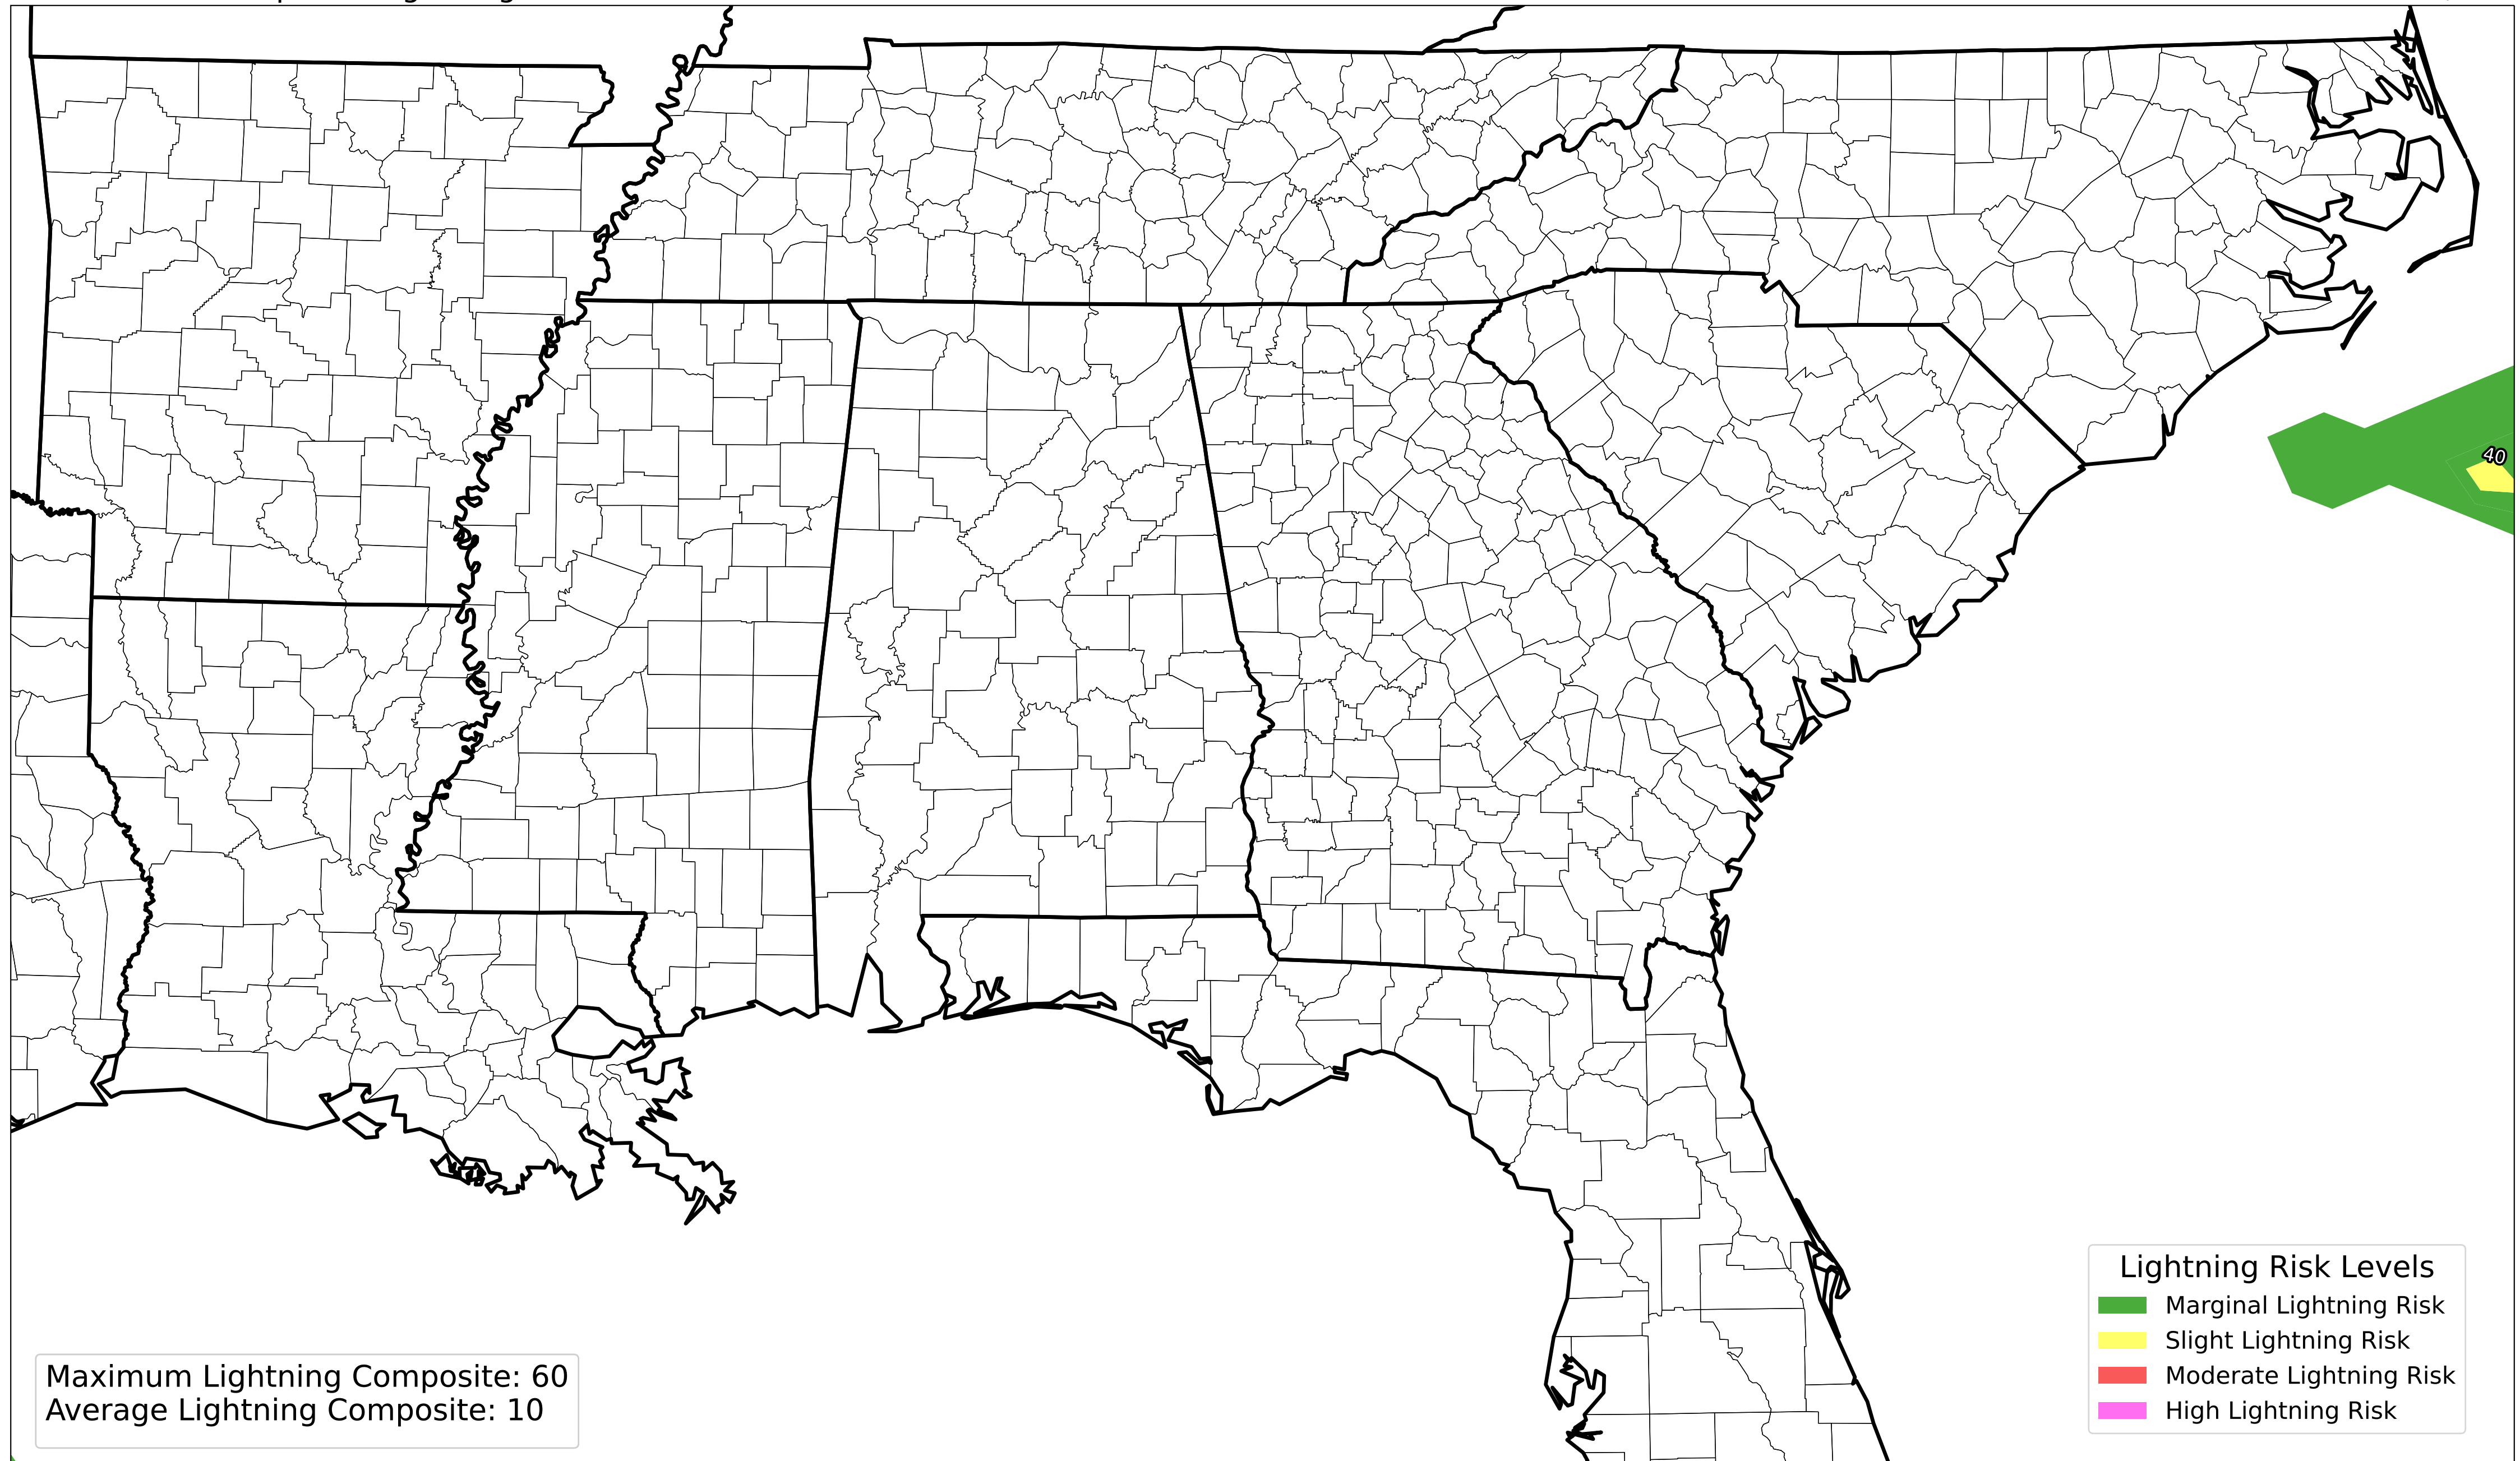 40
Lightning Risk Levels
Marginal Lightning Risk
Slight Lightning Risk
Moderate Lightning Risk
High Lightning Risk
Maximum Lightning Composite: 60
Average Lightning Composite: 10